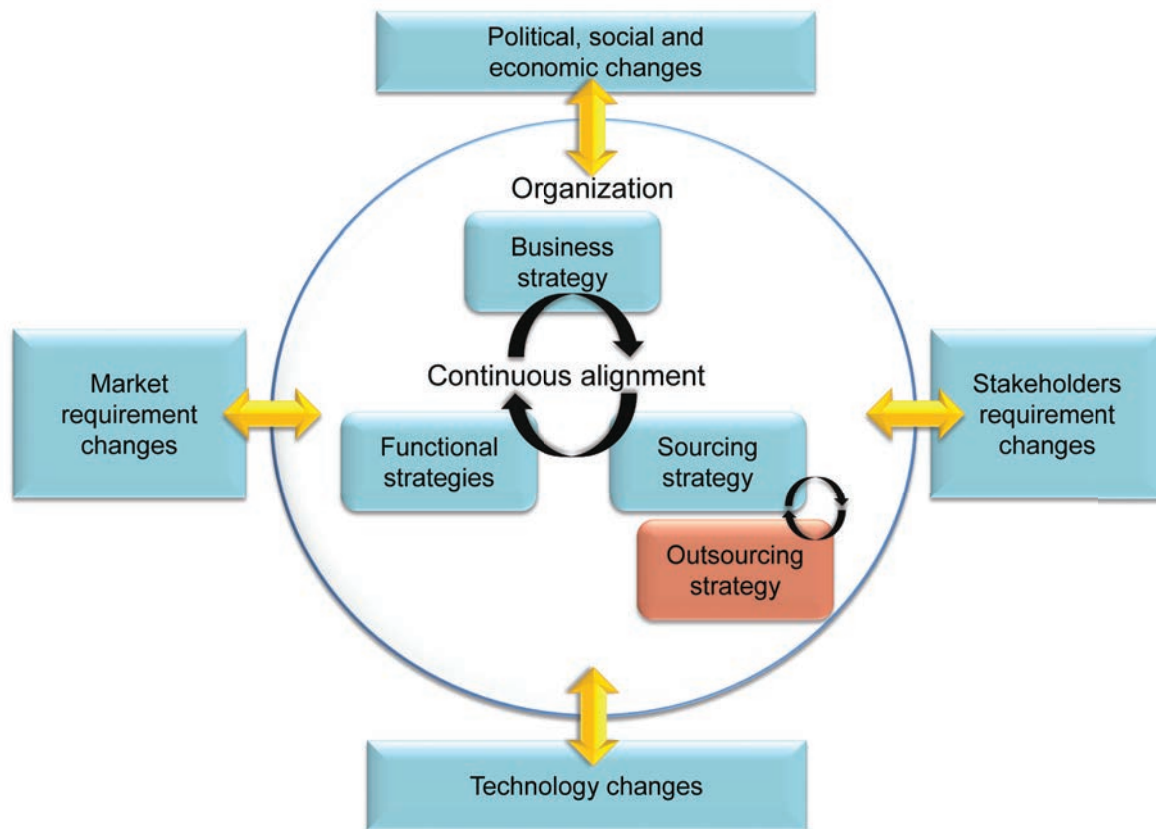 Political, social and
economic changes
Organization
Business
strategy
Continuous alignment
Market
requirement
changes
Stakeholders
requirement
changes
Functional
strategies
Sourcing
strategy
Outsourcing
strategy
Technology changes